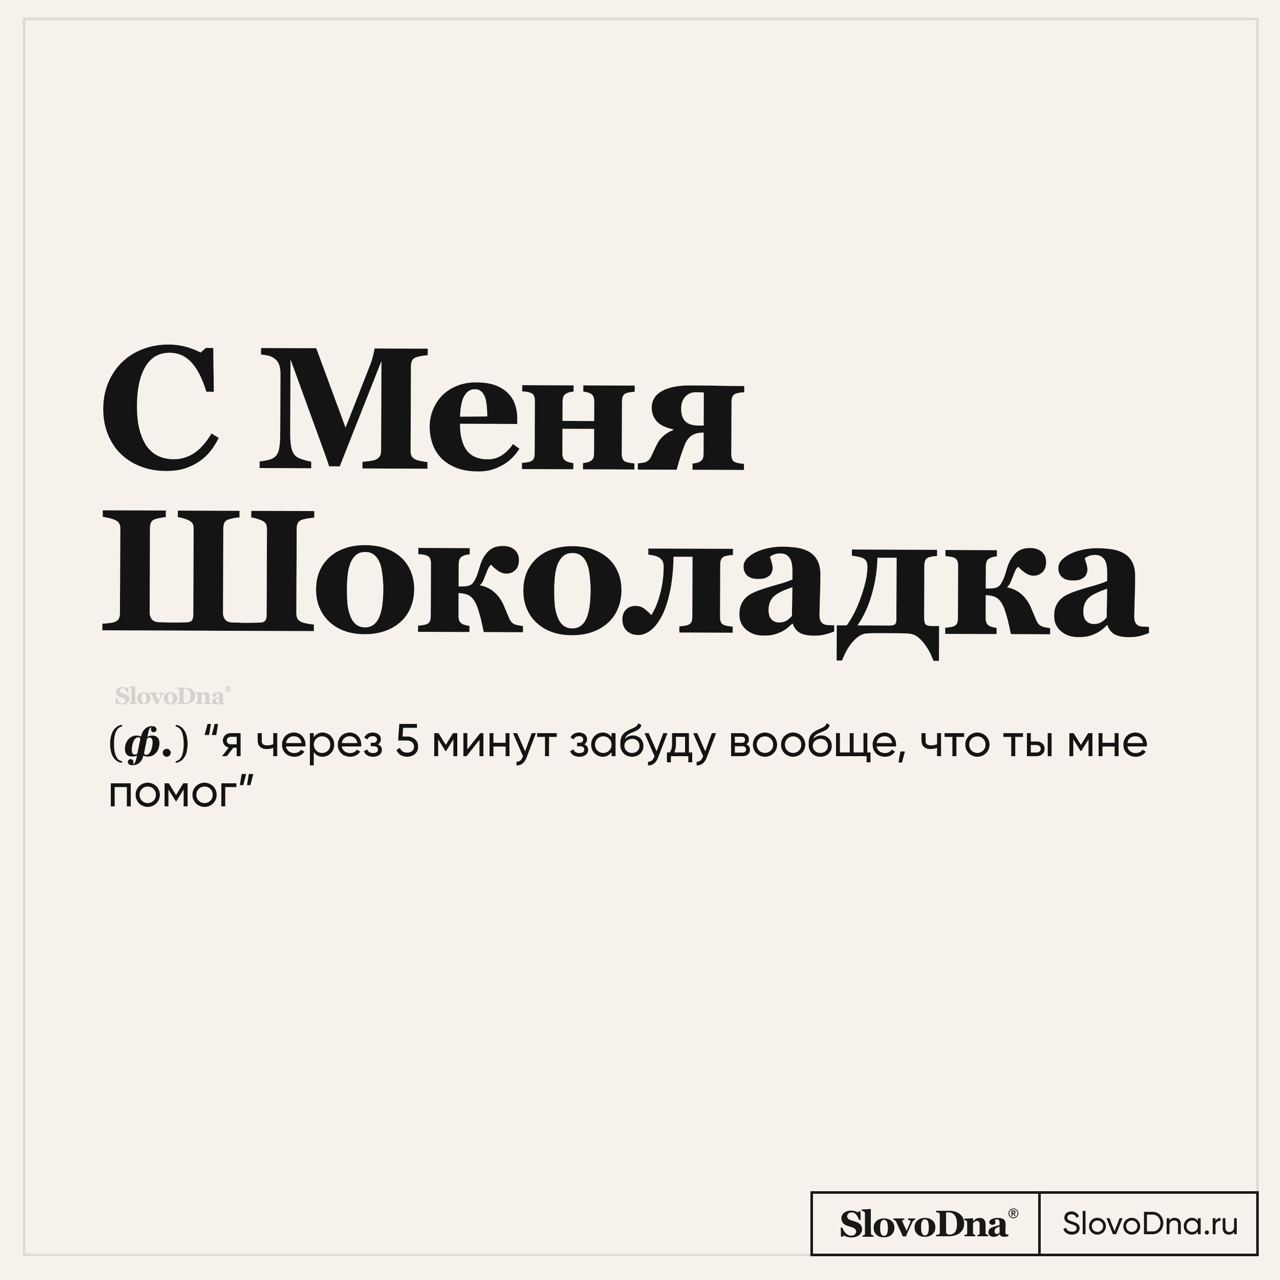 С Меня
Шоколадка
SlovoDna®
(ф.) “я через 5 минут забуду вообще, что ты мне
помог”
SlovoDna® SlovoDna.ru